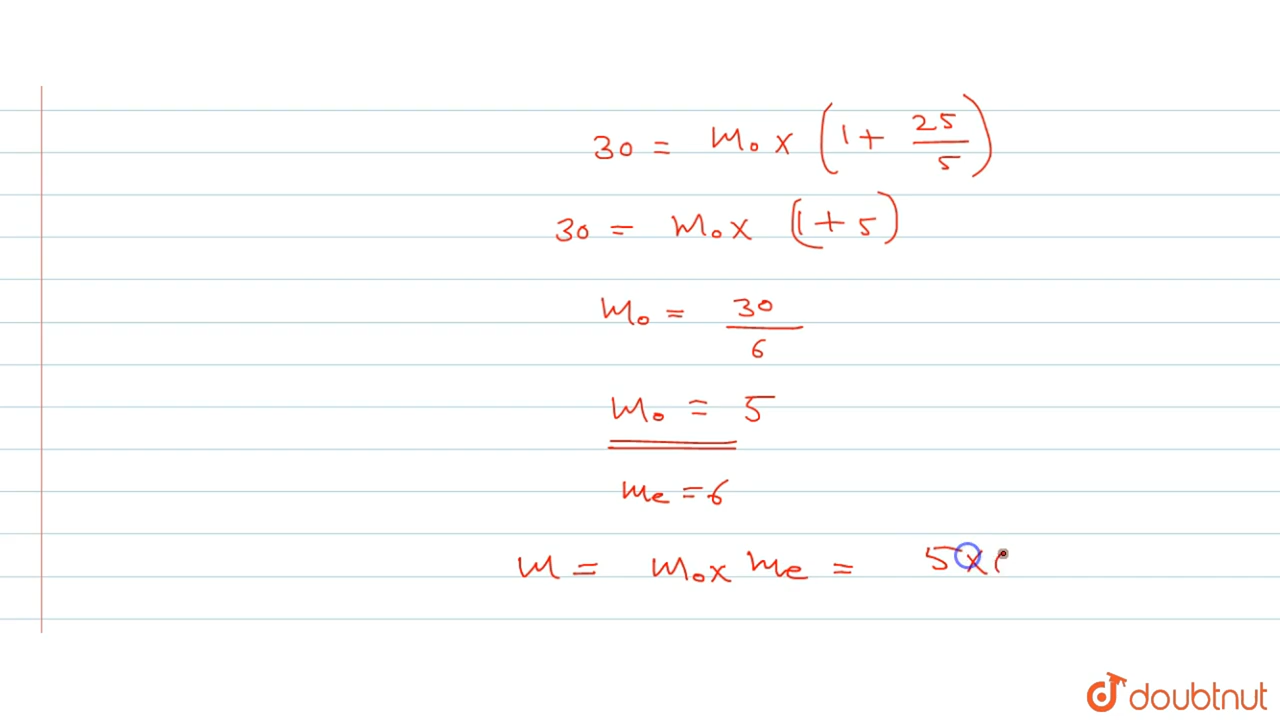 30 = m₀ × (1 + 25/5)
30 = m₀ × (1 + 5)
m₀ = 30/6
m₀ = 5
mₑ = 6
m = m₀ × mₑ = 5 × (
doubtnut